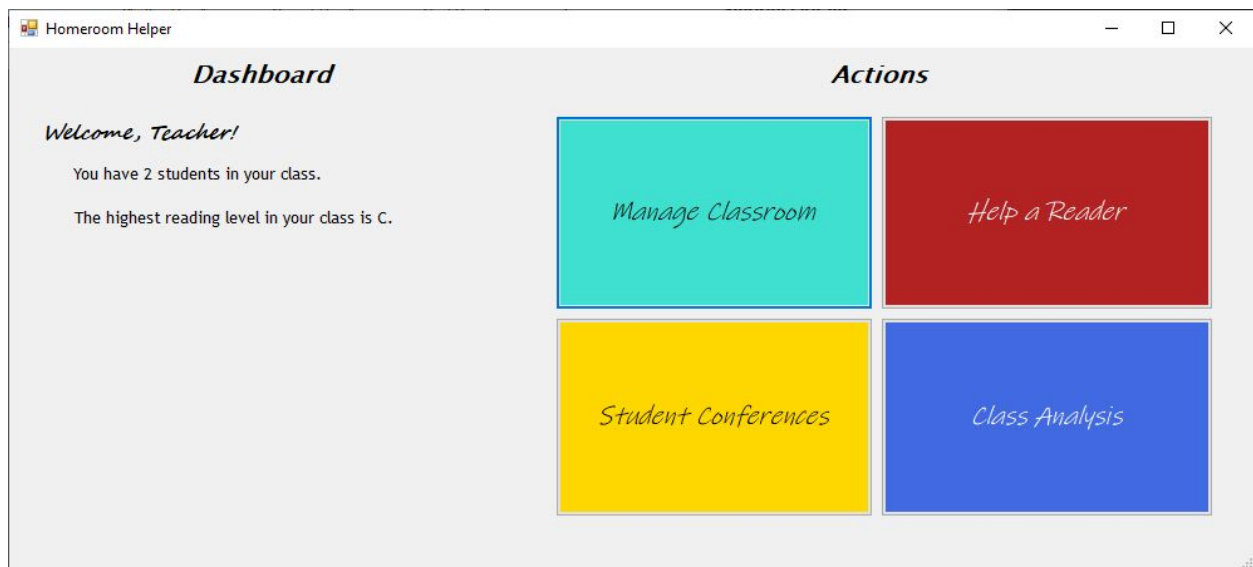 Homeroom Helper
Dashboard
Actions
Welcome, Teacher!
You have 2 students in your class.
The highest reading level in your class is C.
Manage Classroom
Help a Reader
Student Conferences
Class Analysis